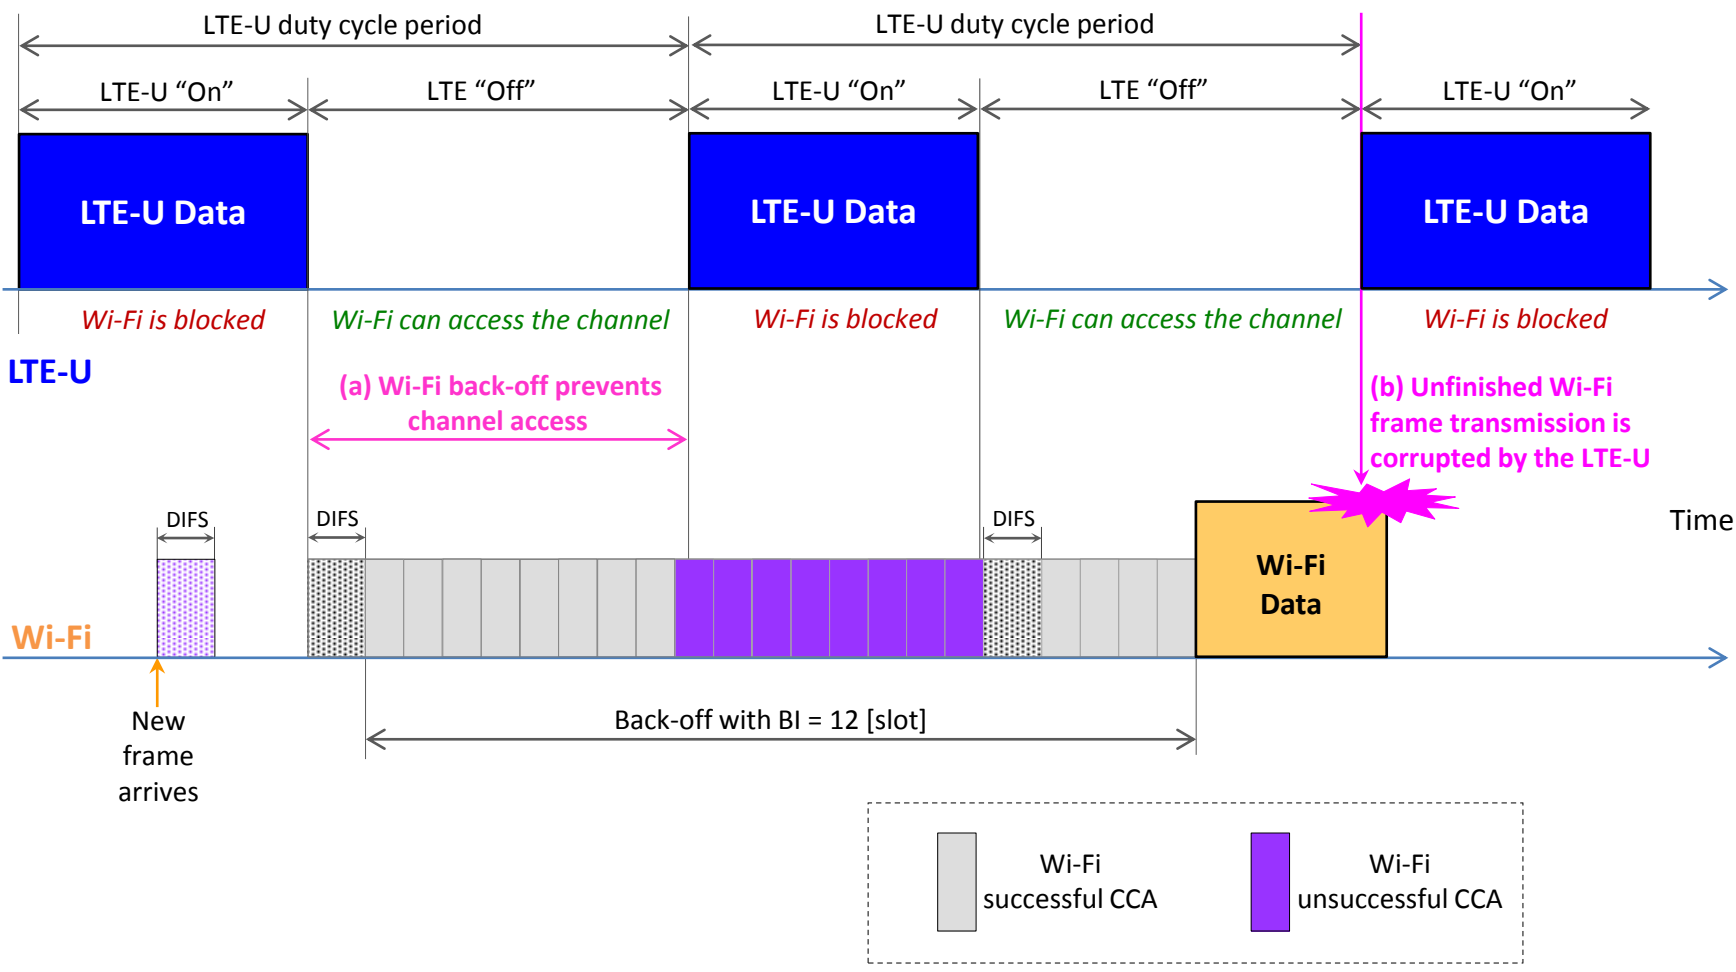 LTE-U duty cycle period
LTE-U duty cycle period
LTE-U “On”
LTE “Off”
LTE-U “On”
LTE “Off”
LTE-U “On”
LTE-U Data
LTE-U Data
LTE-U Data
Wi-Fi is blocked
Wi-Fi can access the channel
Wi-Fi is blocked
Wi-Fi can access the channel
Wi-Fi is blocked
LTE-U
(a) Wi-Fi back-off prevents
channel access
(b) Unfinished Wi-Fi
frame transmission is
corrupted by the LTE-U
DIFS
DIFS
DIFS
Time
Wi-Fi
Data
Wi-Fi
New
frame
arrives
Back-off with BI = 12 [slot]
Wi-Fi
successful CCA
Wi-Fi
unsuccessful CCA